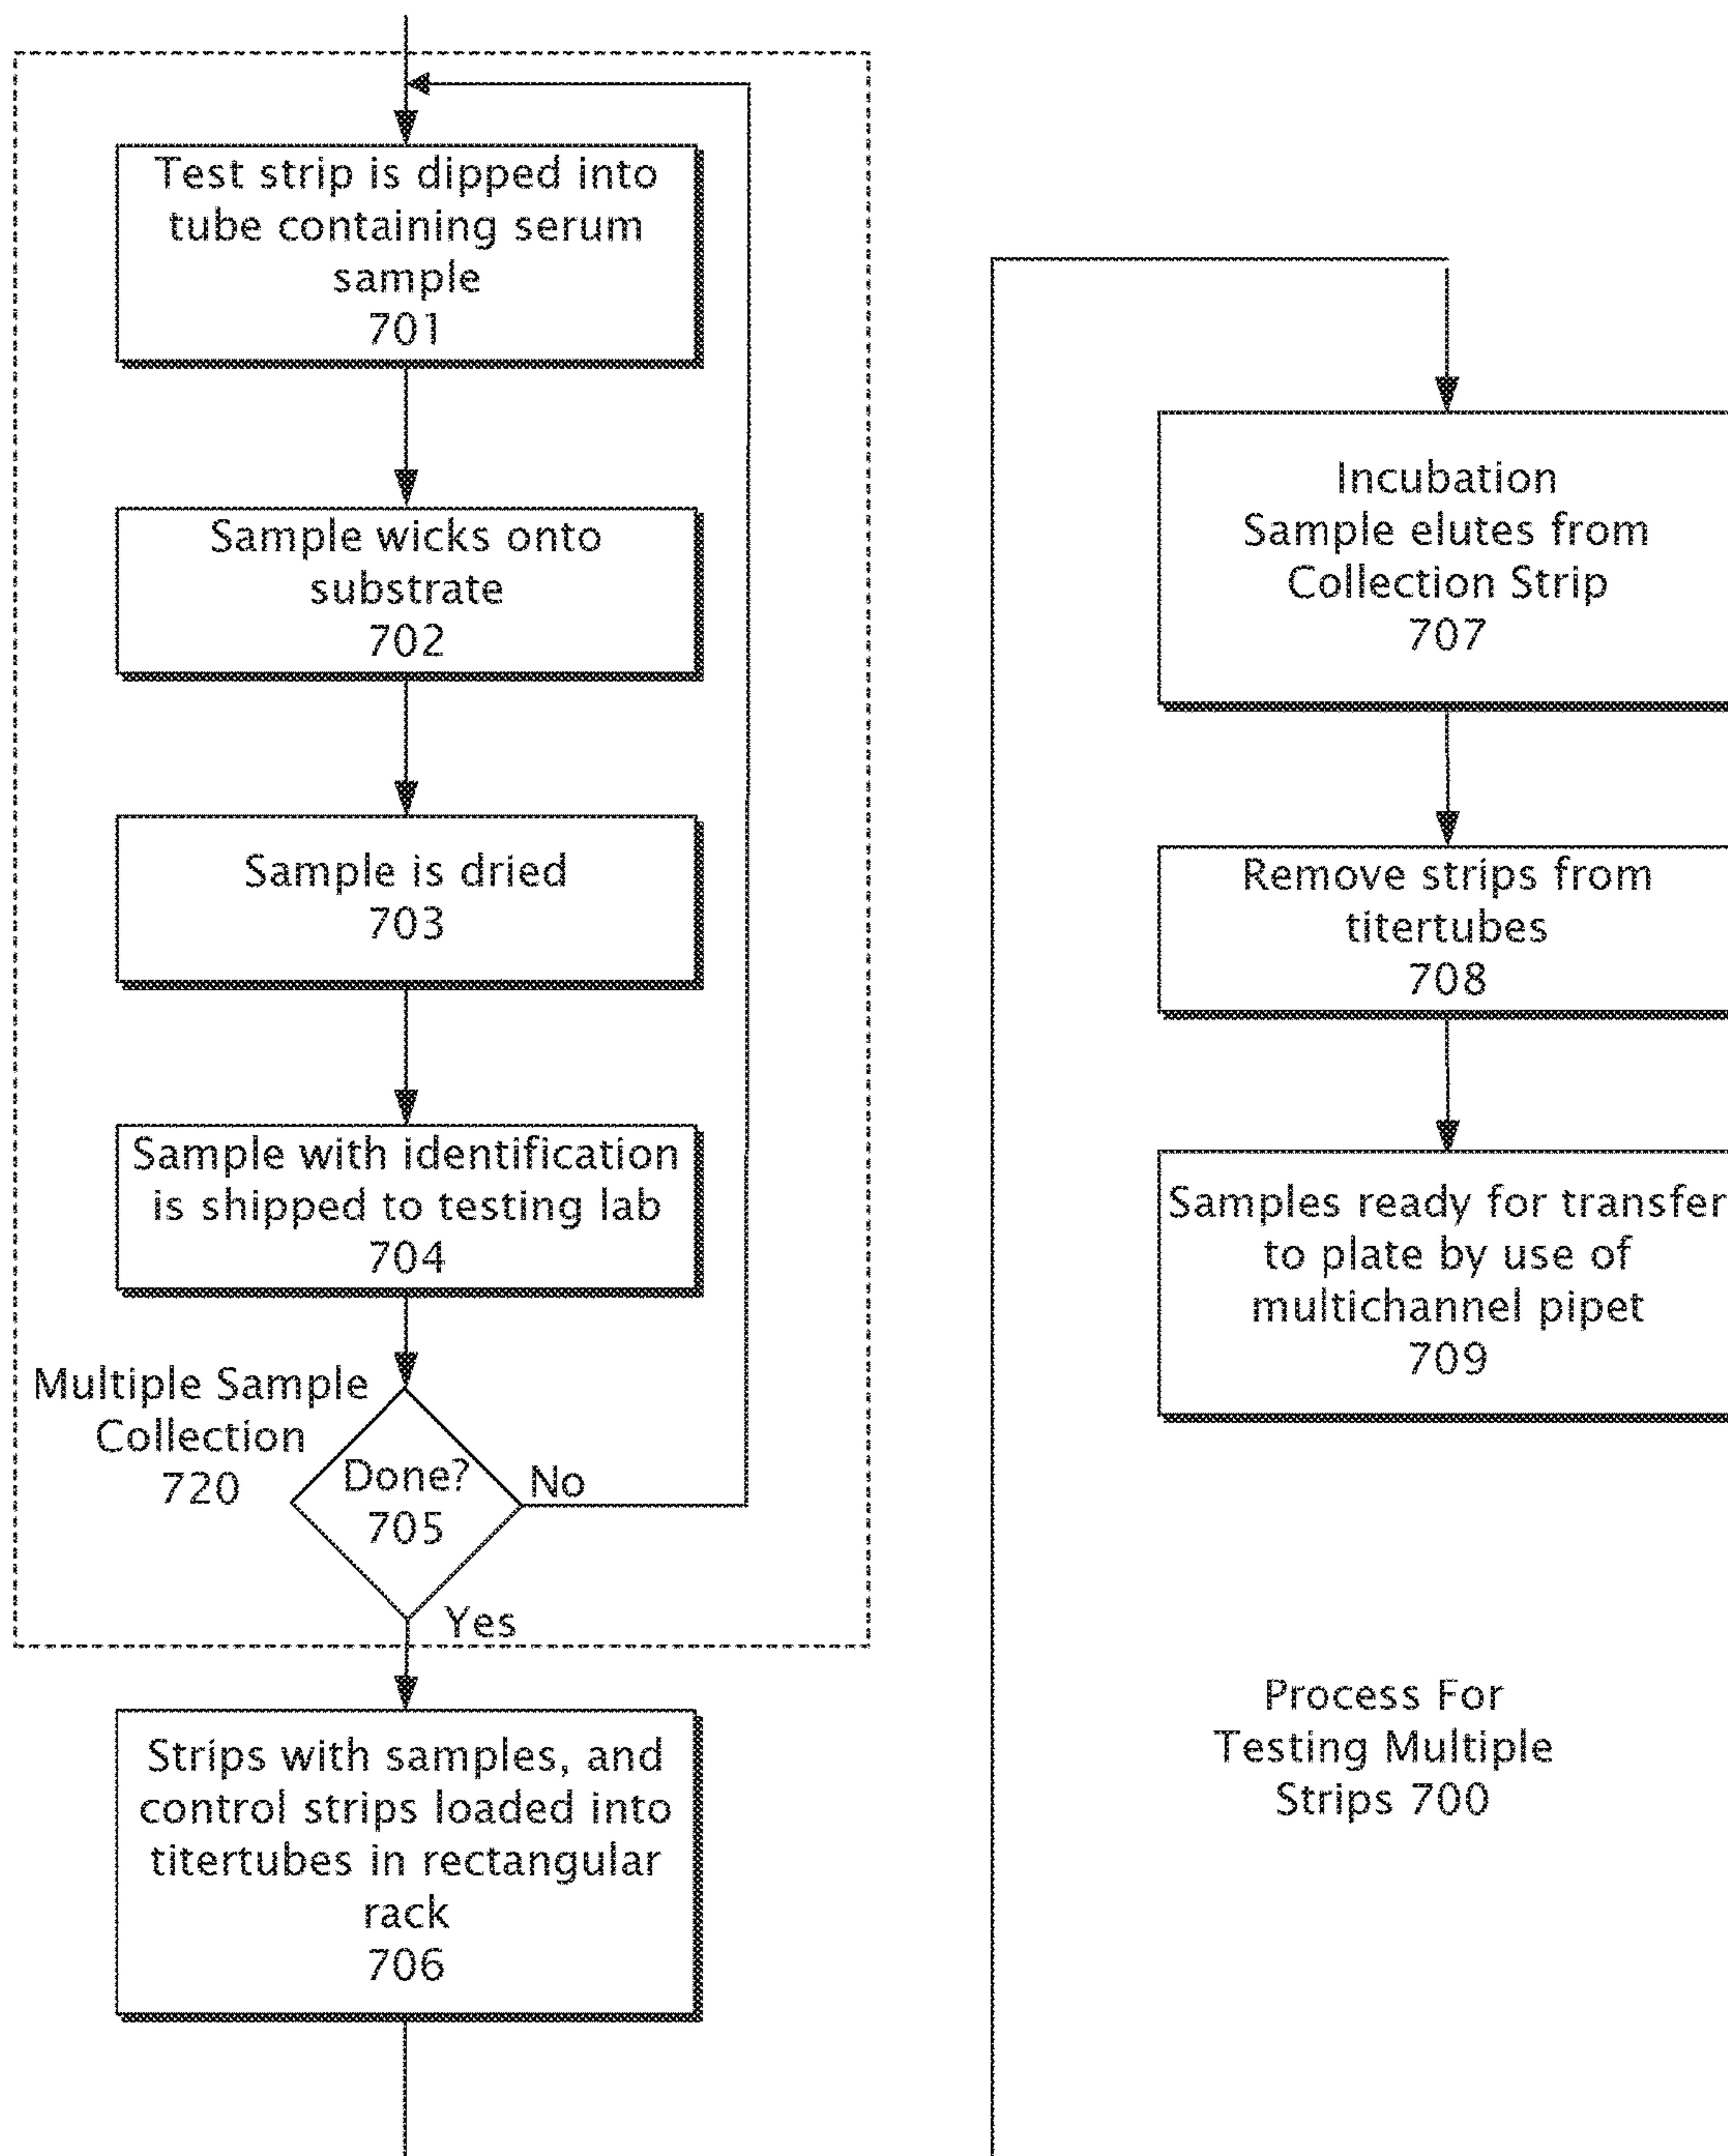 Test strip is dipped into
tube containing serum
sample
701
Sample wicks onto
substrate
702
Sample is dried
703
Sample with identification
is shipped to testing lab
704
Multiple Sample
Collection
720
Done?
705
No
Yes
Strips with samples, and
control strips loaded into
titertubes in rectangular
rack
706
Incubation
Sample elutes from
Collection Strip
707
Remove strips from
titertubes
708
Samples ready for transfer
to plate by use of
multichannel pipet
709
Process For
Testing Multiple
Strips 700